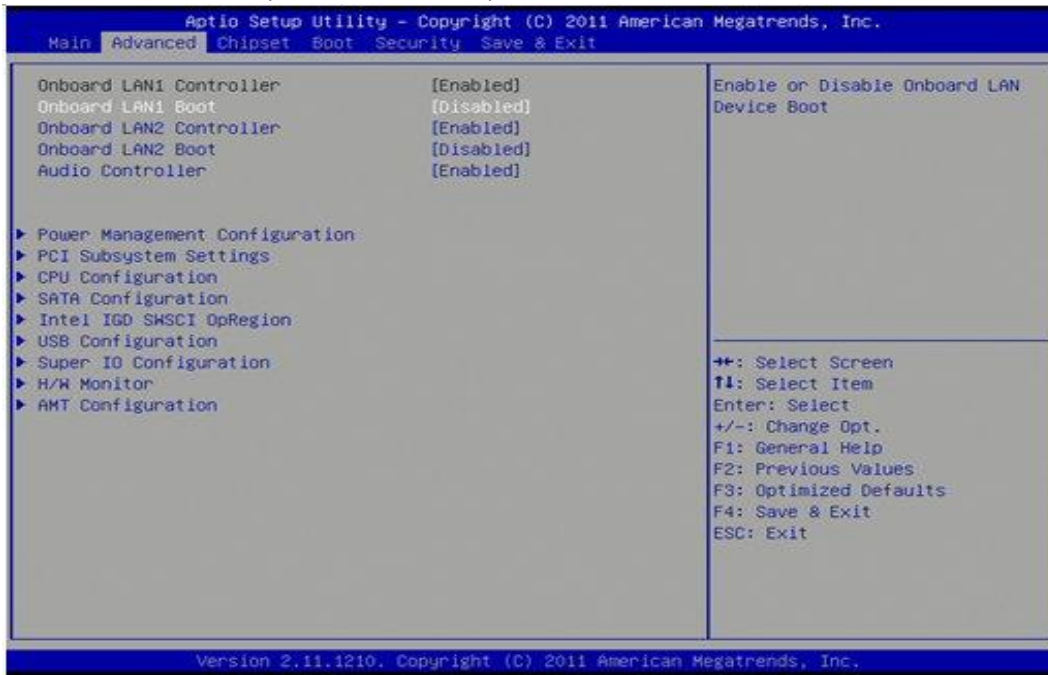 Aptio Setup Utility – Copyright (C) 2011 American Megatrends, Inc.
Main Advanced Chipset Boot Security Save & Exit
Onboard LAN1 Controller [Enabled]
Onboard LAN1 Boot [Disabled]
Onboard LAN2 Controller [Enabled]
Onboard LAN2 Boot [Disabled]
Audio Controller [Enabled]
► Power Management Configuration
► PCI Subsystem Settings
► CPU Configuration
► SATA Configuration
► Intel IGD SWSCI OpRegion
► USB Configuration
► Super IO Configuration
► H/W Monitor
► AMT Configuration
Enable or Disable Onboard LAN
Device Boot
→←: Select Screen
↑↓: Select Item
Enter: Select
+/-: Change Opt.
F1: General Help
F2: Previous Values
F3: Optimized Defaults
F4: Save & Exit
ESC: Exit
Version 2.11.1210. Copyright (C) 2011 American Megatrends, Inc.